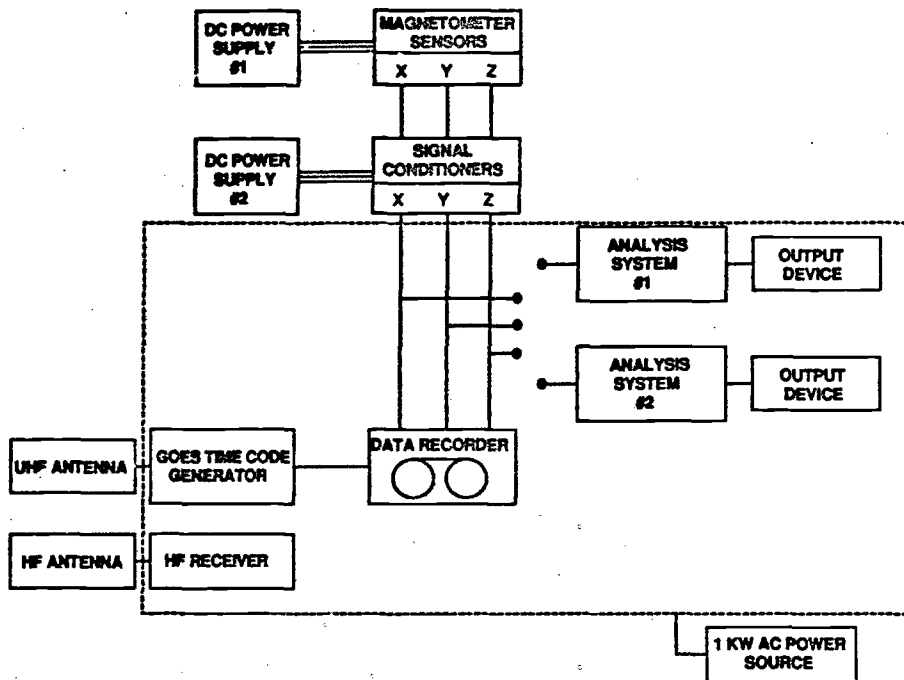 DC POWER
SUPPLY
#1
MAGNETOMETER
SENSORS
X Y Z
DC POWER
SUPPLY
#2
SIGNAL
CONDITIONERS
X Y Z
ANALYSIS
SYSTEM
#1
OUTPUT
DEVICE
ANALYSIS
SYSTEM
#2
OUTPUT
DEVICE
UHF ANTENNA
GOES TIME CODE
GENERATOR
DATA RECORDER
HF ANTENNA
HF RECEIVER
1 KW AC POWER
SOURCE